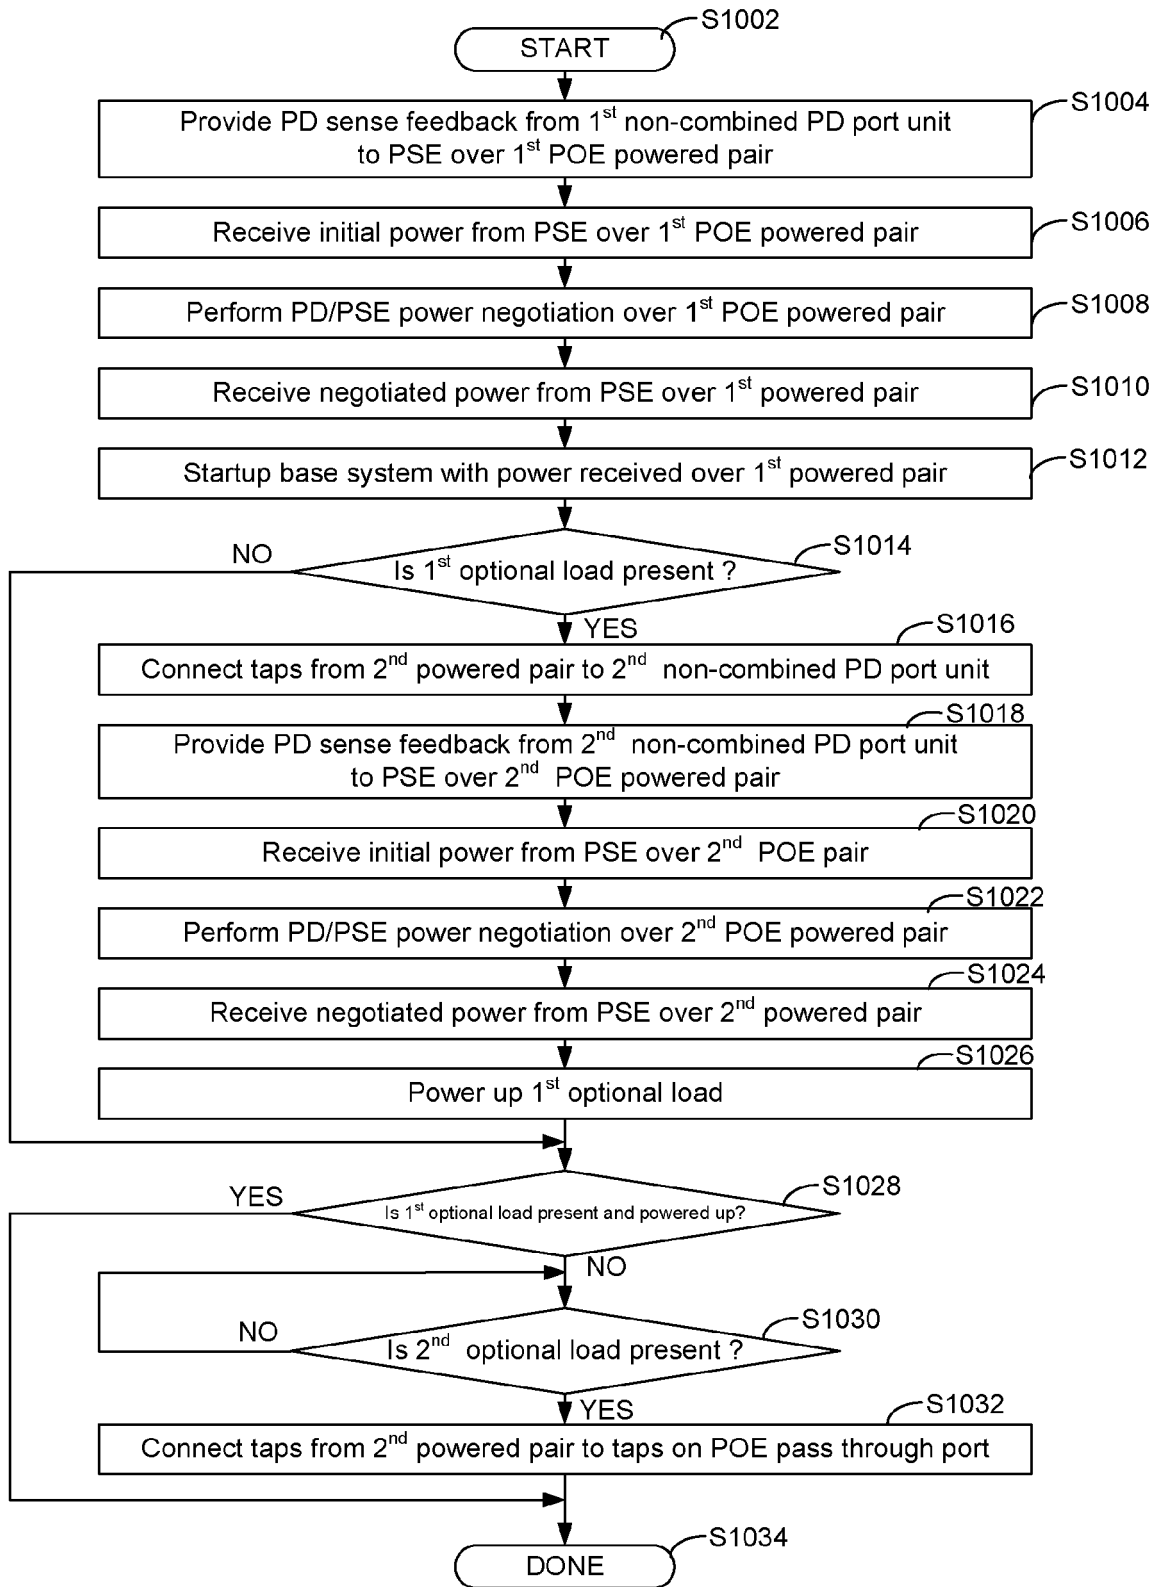 S1002
START
S1004
Provide PD sense feedback from 1st non-combined PD port unit
to PSE over 1st POE powered pair
S1006
Receive initial power from PSE over 1st POE powered pair
S1008
Perform PD/PSE power negotiation over 1st POE powered pair
S1010
Receive negotiated power from PSE over 1st powered pair
S1012
Startup base system with power received over 1st powered pair
S1014
NO
Is 1st optional load present ?
YES
S1016
Connect taps from 2nd powered pair to 2nd non-combined PD port unit
S1018
Provide PD sense feedback from 2nd non-combined PD port unit
to PSE over 2nd POE powered pair
S1020
Receive initial power from PSE over 2nd POE pair
S1022
Perform PD/PSE power negotiation over 2nd POE powered pair
S1024
Receive negotiated power from PSE over 2nd powered pair
S1026
Power up 1st optional load
S1028
YES
Is 1st optional load present and powered up?
NO
S1030
NO
Is 2nd optional load present ?
YES
S1032
Connect taps from 2nd powered pair to taps on POE pass through port
S1034
DONE